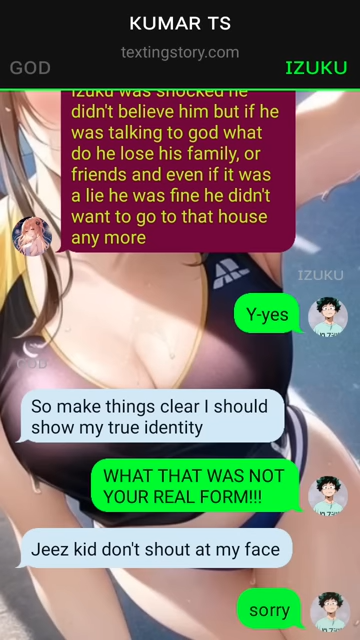 KUMAR TS
textingstory.com
GOD
IZUKU
Izuku was shocked he
didn't believe him but if he
was talking to god what
do he lose his family, or
friends and even if it was
a lie he was fine he didn't
want to go to that house
any more
IZUKU
Y-yes
GOD
So make things clear I should
show my true identity
WHAT THAT WAS NOT
YOUR REAL FORM!!!
Jeez kid don't shout at my face
sorry